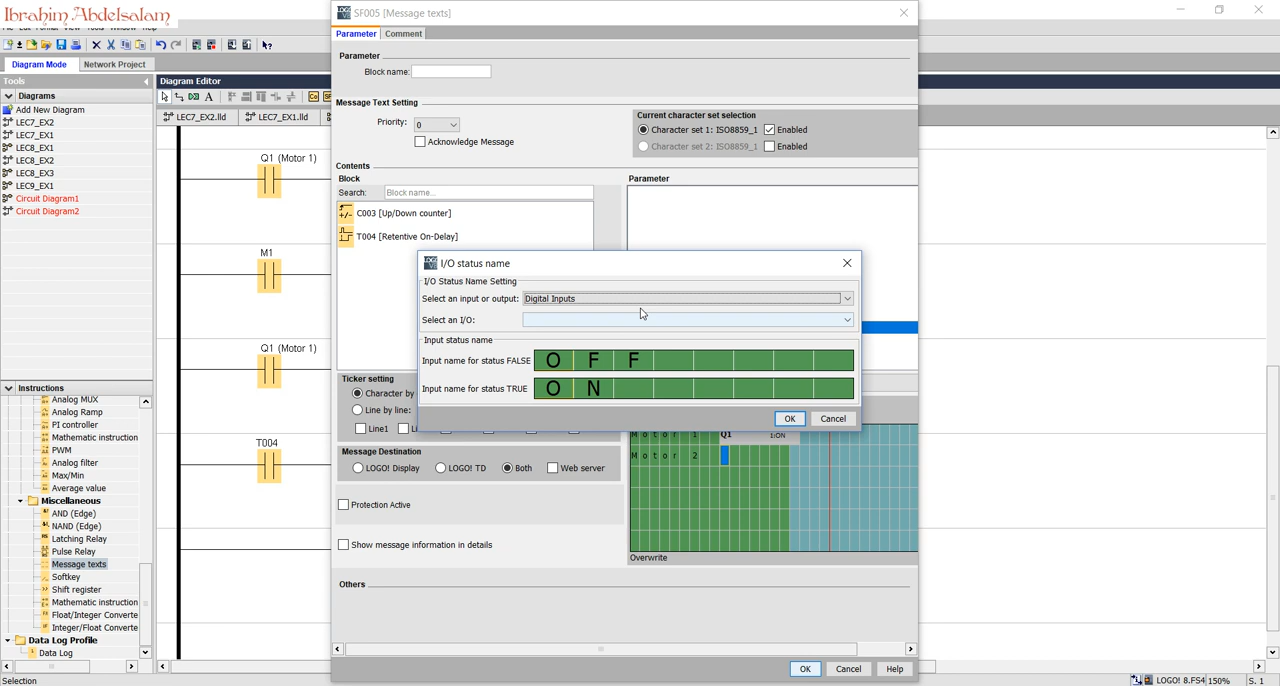 Ibrahim Abdelsalam
SF005 [Message texts]
Parameter
Comment
Parameter
Block name:
Message Text Setting
Priority:
0
Acknowledge Message
Current character set selection
Character set 1: ISO8859_1
Enabled
Character set 2: ISO8859_1
Enabled
Contents
Block
Search:
Block name...
C003 [Up/Down counter]
T004 [Retentive On-Delay]
Parameter
I/O status name
I/O Status Name Setting
Select an input or output:
Digital Inputs
Select an I/O:
Input status name
Input name for status FALSE
O F F
Input name for status TRUE
O N
OK
Cancel
Ticker setting
Character by
Line by line:
Line1
Message Destination
LOGO! Display
LOGO! TD
Both
Web server
Protection Active
Show message information in details
Motor 1
Q1
1:ON
Motor 2
Overwrite
Others
OK
Cancel
Help
Diagram Mode
Network Project
Tools
Diagrams
Add New Diagram
LEC7_EX2
LEC7_EX1
LEC8_EX1
LEC8_EX2
LEC8_EX3
LEC9_EX1
Circuit Diagram1
Circuit Diagram2
Instructions
Analog MUX
Analog Ramp
PI controller
Mathematic instruction
PWM
Analog filter
Max/Min
Average value
Miscellaneous
AND (Edge)
NAND (Edge)
Latching Relay
Pulse Relay
Message texts
Softkey
Shift register
Mathematic instruction
Float/Integer Converte
Integer/Float Converte
Data Log Profile
Data Log
Diagram Editor
LEC7_EX2.lld
LEC7_EX1.lld
Q1 (Motor 1)
M1
Q1 (Motor 1)
T004
Selection
LOGO! 8.FS4
150%
S. 1